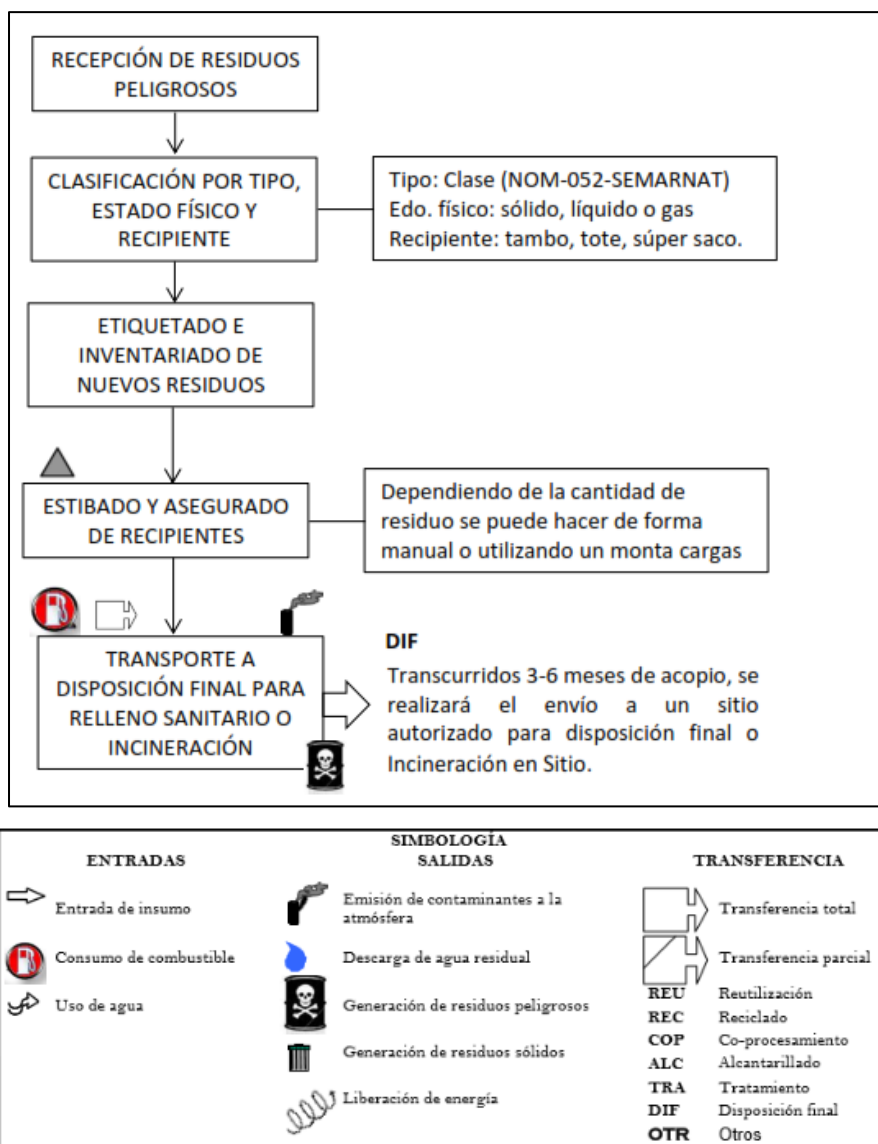 RECEPCIÓN DE RESIDUOS
PELIGROSOS
CLASIFICACIÓN POR TIPO,
ESTADO FÍSICO Y
RECIPIENTE
Tipo: Clase (NOM-052-SEMARNAT)
Edo. físico: sólido, líquido o gas
Recipiente: tambo, tote, súper saco.
ETIQUETADO E
INVENTARIADO DE
NUEVOS RESIDUOS
ESTIBADO Y ASEGURADO
DE RECIPIENTES
Dependiendo de la cantidad de
residuo se puede hacer de forma
manual o utilizando un monta cargas
TRANSPORTE A
DISPOSICIÓN FINAL PARA
RELLENO SANITARIO O
INCINERACIÓN
DIF
Transcurridos 3-6 meses de acopio, se
realizará el envío a un sitio
autorizado para disposición final o
Incineración en Sitio.
SIMBOLOGÍA
ENTRADAS
Entrada de insumo
Consumo de combustible
Uso de agua
SALIDAS
Emisión de contaminantes a la
atmósfera
Descarga de agua residual
Generación de residuos peligrosos
Generación de residuos sólidos
Liberación de energía
TRANSFERENCIA
Transferencia total
Transferencia parcial
REU Reutilización
REC Reciclado
COP Co-procesamiento
ALC Alcantarillado
TRA Tratamiento
DIF Disposición final
OTR Otros